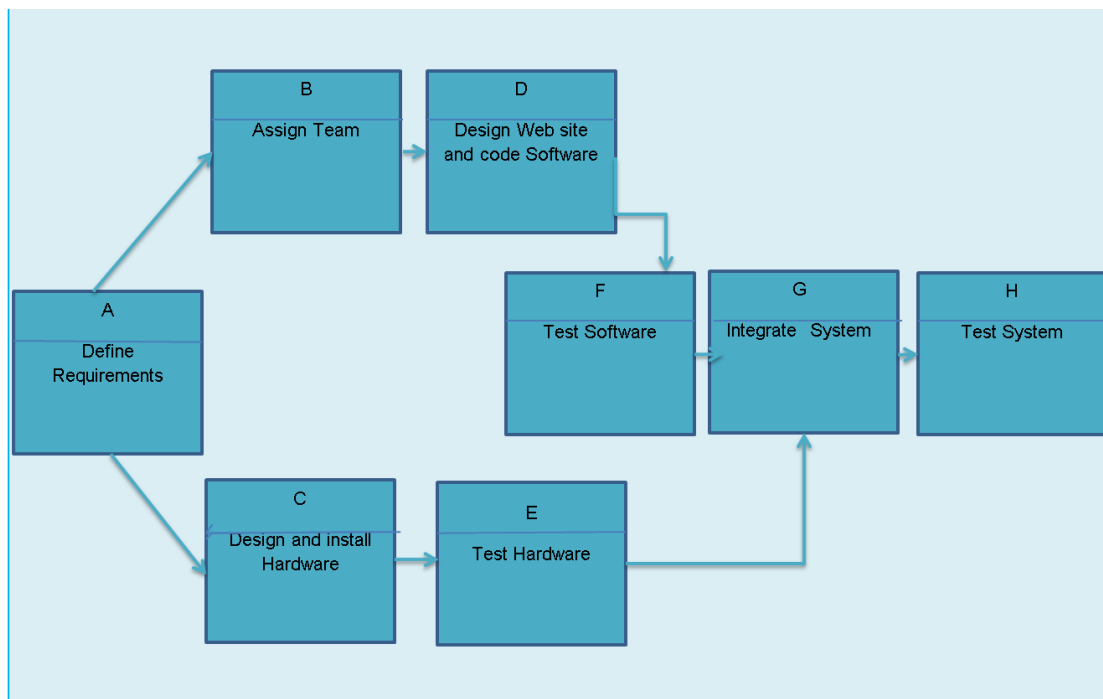 B
Assign Team
D
Design Web site
and code Software
A
Define
Requirements
F
Test Software
G
Integrate System
H
Test System
C
Design and install
Hardware
E
Test Hardware